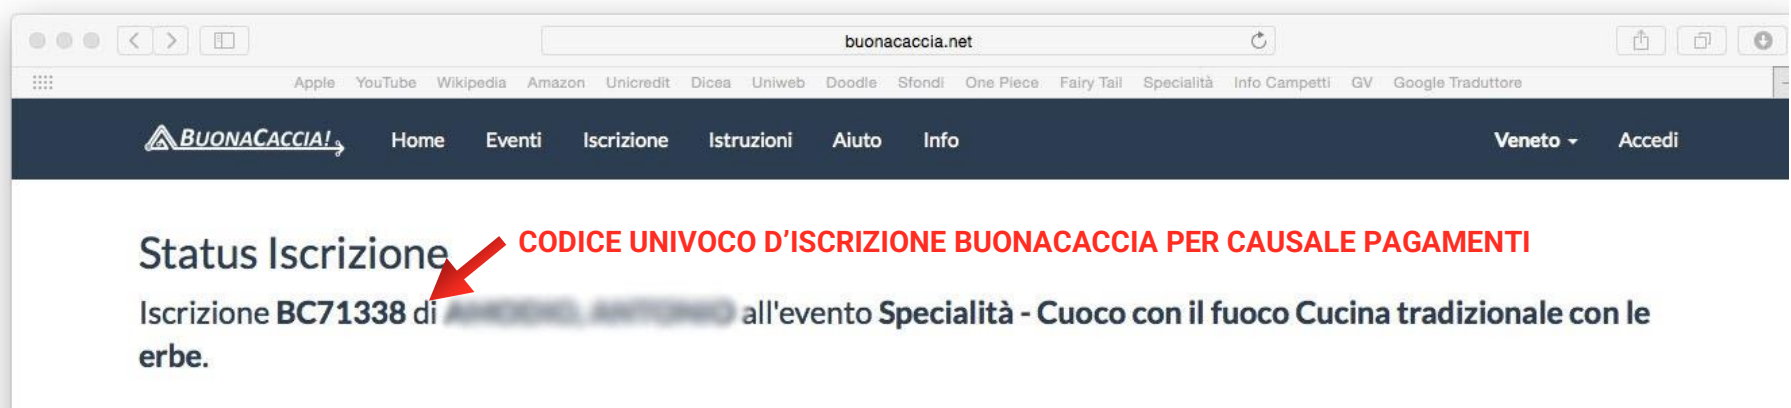 buonacaccia.net
Apple YouTube Wikipedia Amazon Unicredit Dicea Uniweb Doodle Sfondi One Piece Fairy Tail Specialità Info Campetti GV Google Traduttore
BUONACACCIA! Home Eventi Iscrizione Istruzioni Aiuto Info Veneto Accedi
CODICE UNIVOCO D’ISCRIZIONE BUONACACCIA PER CAUSALE PAGAMENTI
Status Iscrizione
Iscrizione BC71338 di all'evento Specialità - Cuoco con il fuoco Cucina tradizionale con le
erbe.